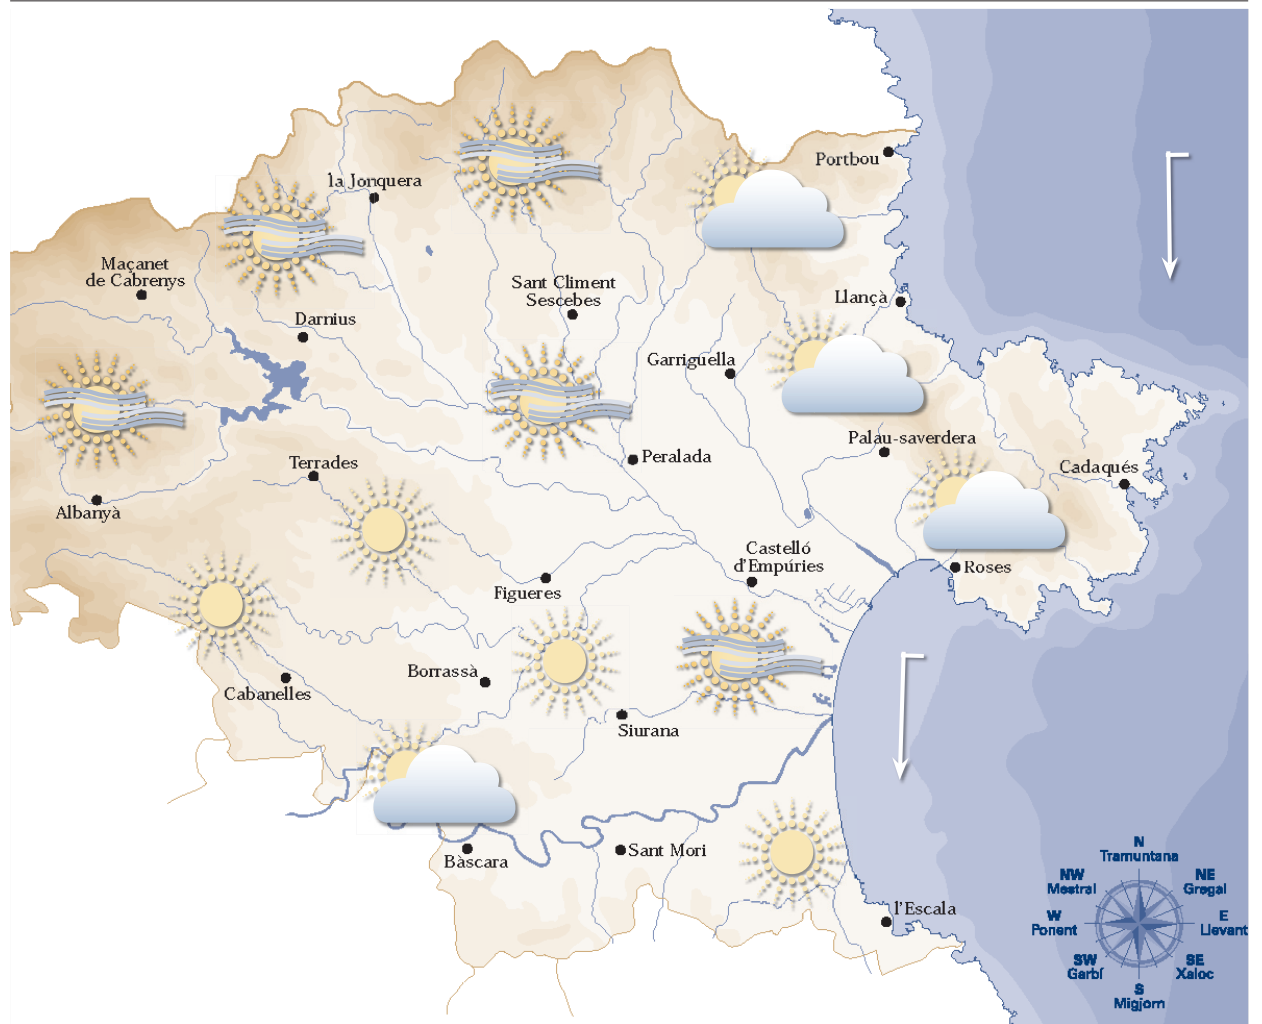 Portbou
la Jonquera
Maçanet
de Cabrenys
Sant Climent
Sescebes
Llançà
Darnius
Garriguella
Palau-saverdera
Peralada
Terrades
Cadaqués
Albanyà
Castelló
d'Empúries
Roses
Figueres
Borrassà
Cabanelles
Siurana
Bàscara
Sant Mori
l'Escala
N
Tramuntana
NW
Mestral
NE
Gregal
W
Ponent
E
Llevant
SW
Garbí
SE
Xaloc
S
Migjorn